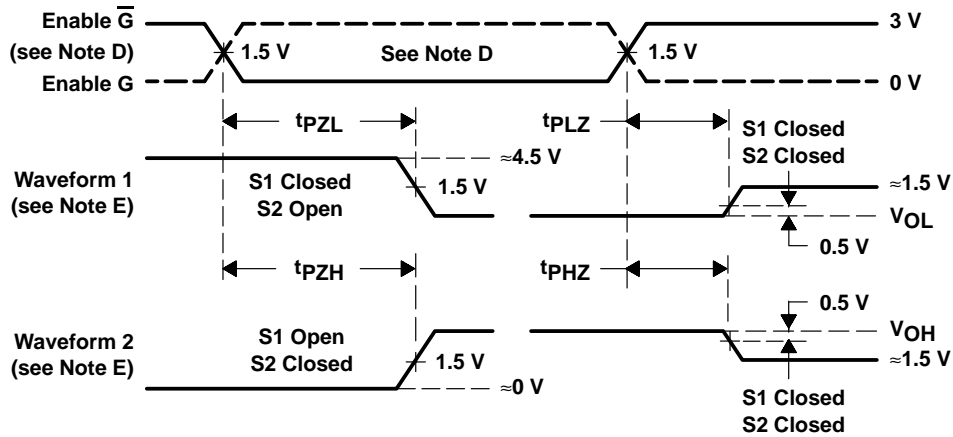 Enable G̅
3 V
(see Note D)
1.5 V
See Note D
1.5 V
Enable G
0 V
tPZL
tPLZ
S1 Closed
S2 Closed
≈4.5 V
Waveform 1
(see Note E)
S1 Closed
S2 Open
1.5 V
≈1.5 V
VOL
0.5 V
tPZH
tPHZ
0.5 V
Waveform 2
(see Note E)
S1 Open
S2 Closed
1.5 V
VOH
≈1.5 V
≈0 V
S1 Closed
S2 Closed